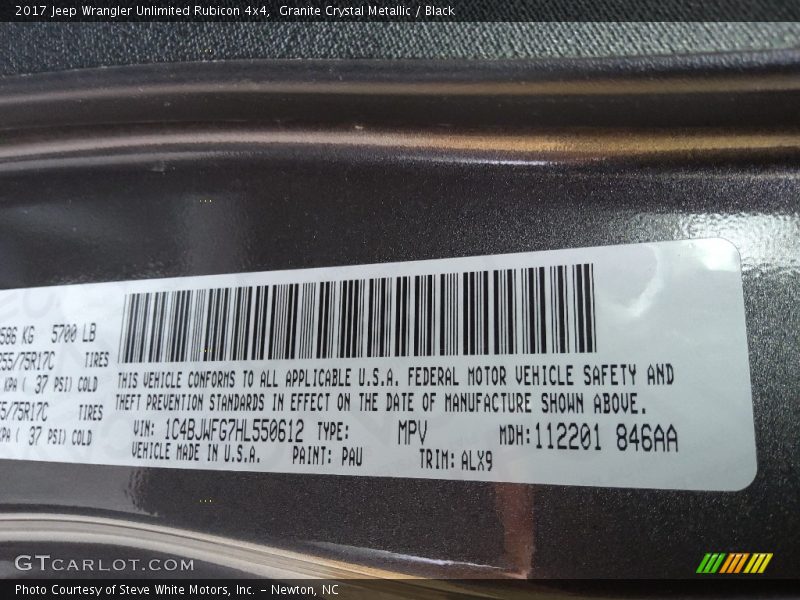 2017 Jeep Wrangler Unlimited Rubicon 4x4, Granite Crystal Metallic / Black
586 KG 5700 LB
255/75R17C TIRES
KPA ( 37 PSI) COLD
5/75R17C TIRES
KPA ( 37 PSI) COLD
THIS VEHICLE CONFORMS TO ALL APPLICABLE U.S.A. FEDERAL MOTOR VEHICLE SAFETY AND
THEFT PREVENTION STANDARDS IN EFFECT ON THE DATE OF MANUFACTURE SHOWN ABOVE.
VIN: 1C4BJWFG7HL550612 TYPE: MPV MDH:112201 846AA
VEHICLE MADE IN U.S.A. PAINT: PAU TRIM: ALX9
GTCARLOT.COM
Photo Courtesy of Steve White Motors, Inc. – Newton, NC